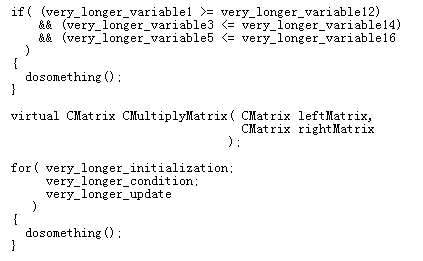 if( (very_longer_variable1 >= very_longer_variable12)
    && (very_longer_variable3 <= very_longer_variable14)
    && (very_longer_variable5 <= very_longer_variable16
  )
{
  dosomething();
}

virtual CMatrix CMultiplyMatrix( CMatrix leftMatrix,
                                 CMatrix rightMatrix
                               );

for( very_longer_initialization;
     very_longer_condition;
     very_longer_update
   )
{
  dosomething();
}